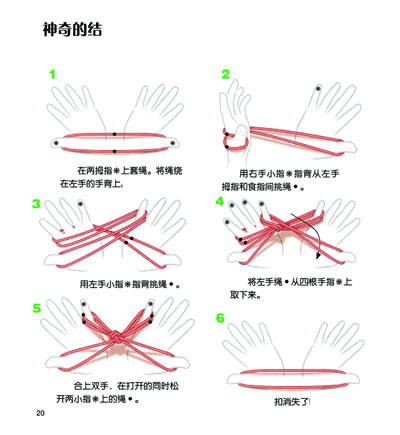 神奇的结
1
2
在两拇指※上套绳。将绳绕
在左手的手背上。
用右手小指※指背从左手
拇指和食指间挑绳●。
3
4
用左手小指※指背挑绳●。
将左手绳●从四根手指※上
取下来。
5
6
合上双手，在打开的同时松
开两小指※上的绳●。
扣消失了!
20